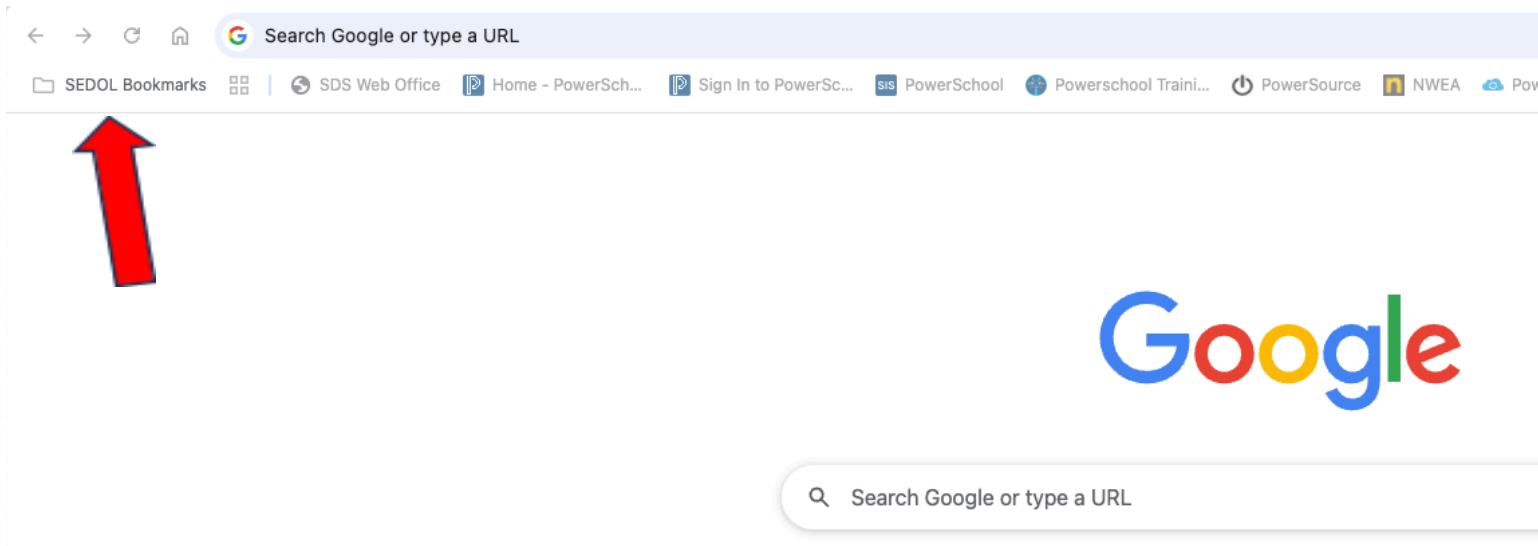 Search Google or type a URL
SEDOL Bookmarks SDS Web Office Home - PowerSch... Sign In to PowerSc... SIS PowerSchool Powerschool Traini... PowerSource NWEA Pow
Google
Search Google or type a URL